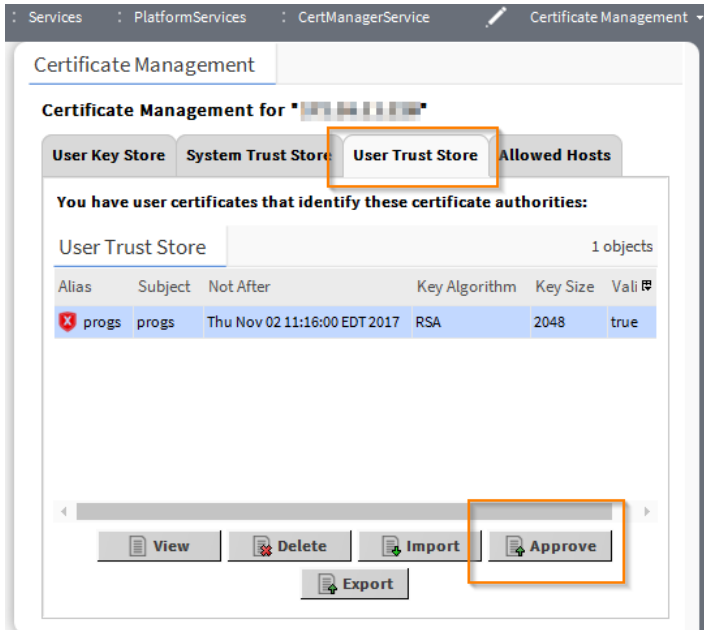 Services : PlatformServices : CertManagerService Certificate Management
Certificate Management
Certificate Management for " "
User Key Store System Trust Store User Trust Store Allowed Hosts
You have user certificates that identify these certificate authorities:
User Trust Store 1 objects
Alias Subject Not After Key Algorithm Key Size Vali
progs progs Thu Nov 02 11:16:00 EDT 2017 RSA 2048 true
View Delete Import Approve
Export